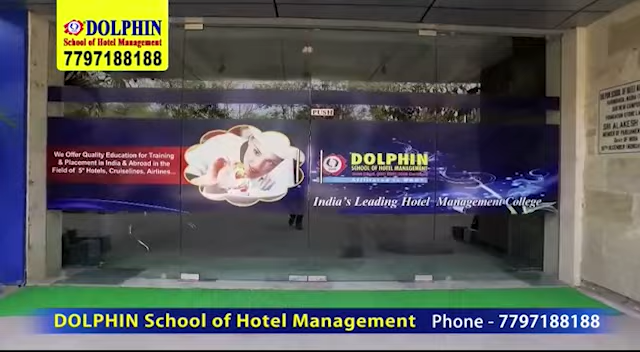 DOLPHIN
School of Hotel Management
7797188188
PUSH
We Offer Quality Education for Training
& Placement in India & Abroad in the
Field of 5* Hotels, Cruiselines, Airlines...
DOLPHIN
SCHOOL OF HOTEL MANAGEMENT
India's Leading Hotel Management College
SRI ALAKESH
DOLPHIN School of Hotel Management Phone - 7797188188